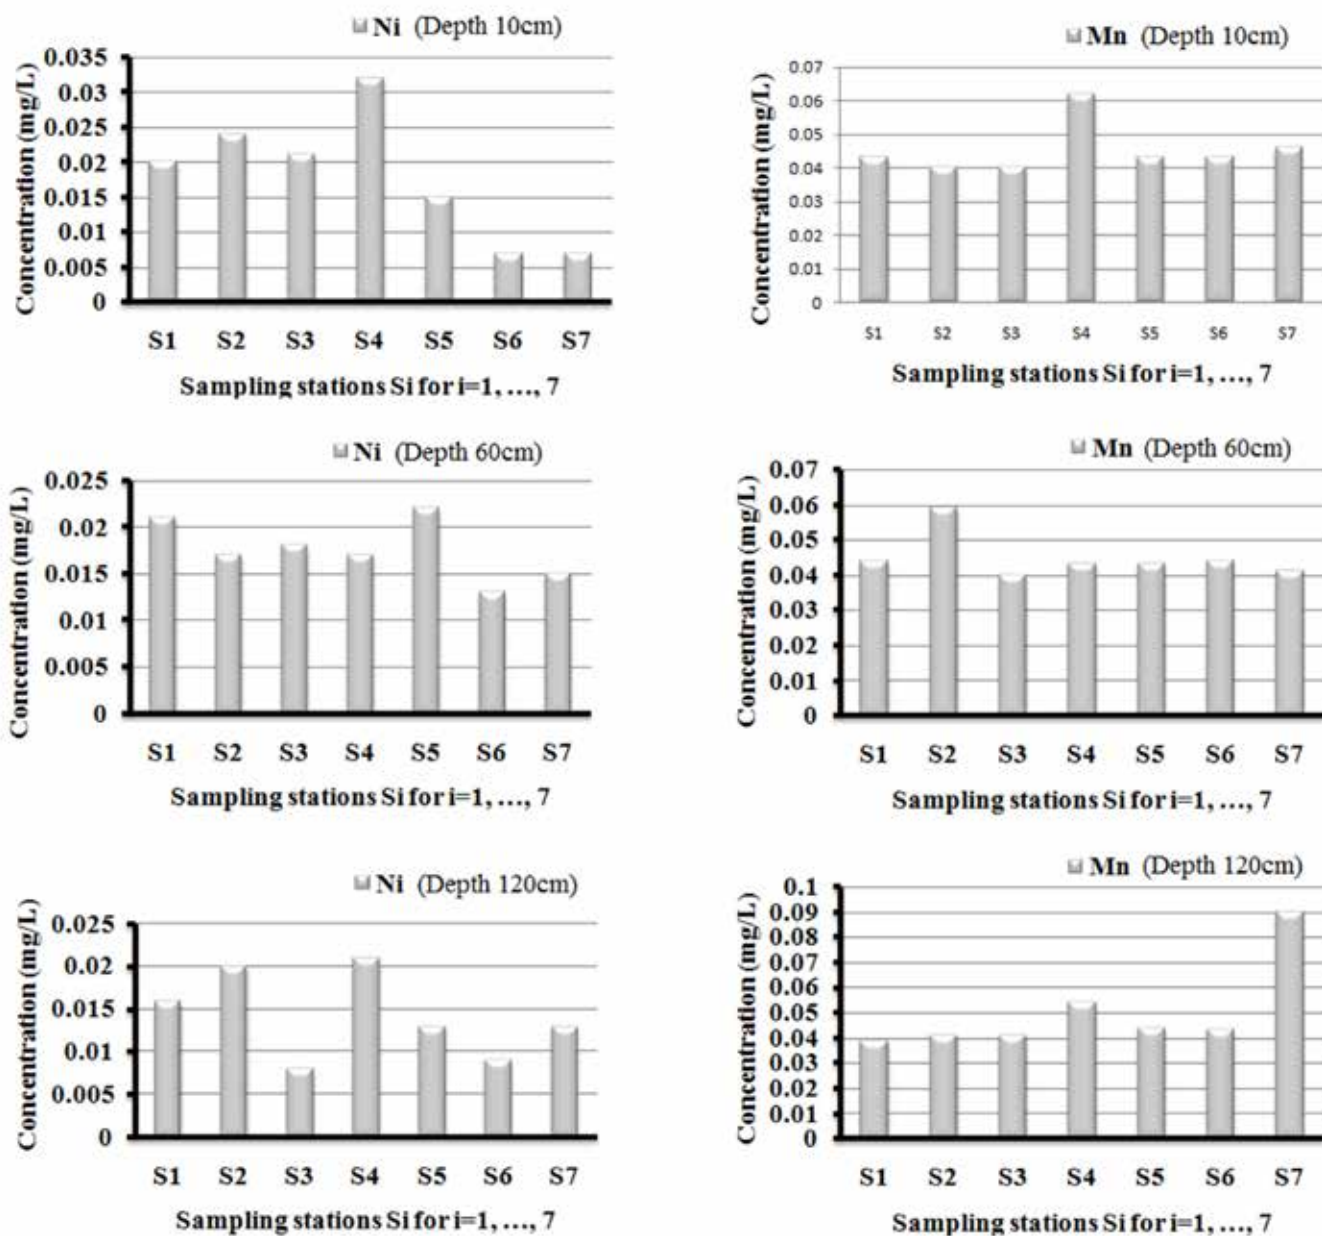 Ni (Depth 10cm)
Concentration (mg/L)
0.035
0.03
0.025
0.02
0.015
0.01
0.005
0
S1 S2 S3 S4 S5 S6 S7
Sampling stations Si for i=1, ..., 7
Mn (Depth 10cm)
Concentration (mg/L)
0.07
0.06
0.05
0.04
0.03
0.02
0.01
0
S1 S2 S3 S4 S5 S6 S7
Sampling stations Si for i=1, ..., 7
Ni (Depth 60cm)
Concentration (mg/L)
0.025
0.02
0.015
0.01
0.005
0
S1 S2 S3 S4 S5 S6 S7
Sampling stations Si for i=1, ..., 7
Mn (Depth 60cm)
Concentration (mg/L)
0.07
0.06
0.05
0.04
0.03
0.02
0.01
0
S1 S2 S3 S4 S5 S6 S7
Sampling stations Si for i=1, ..., 7
Ni (Depth 120cm)
Concentration (mg/L)
0.025
0.02
0.015
0.01
0.005
0
S1 S2 S3 S4 S5 S6 S7
Sampling stations Si for i=1, ..., 7
Mn (Depth 120cm)
Concentration (mg/L)
0.1
0.09
0.08
0.07
0.06
0.05
0.04
0.03
0.02
0.01
0
S1 S2 S3 S4 S5 S6 S7
Sampling stations Si for i=1, ..., 7